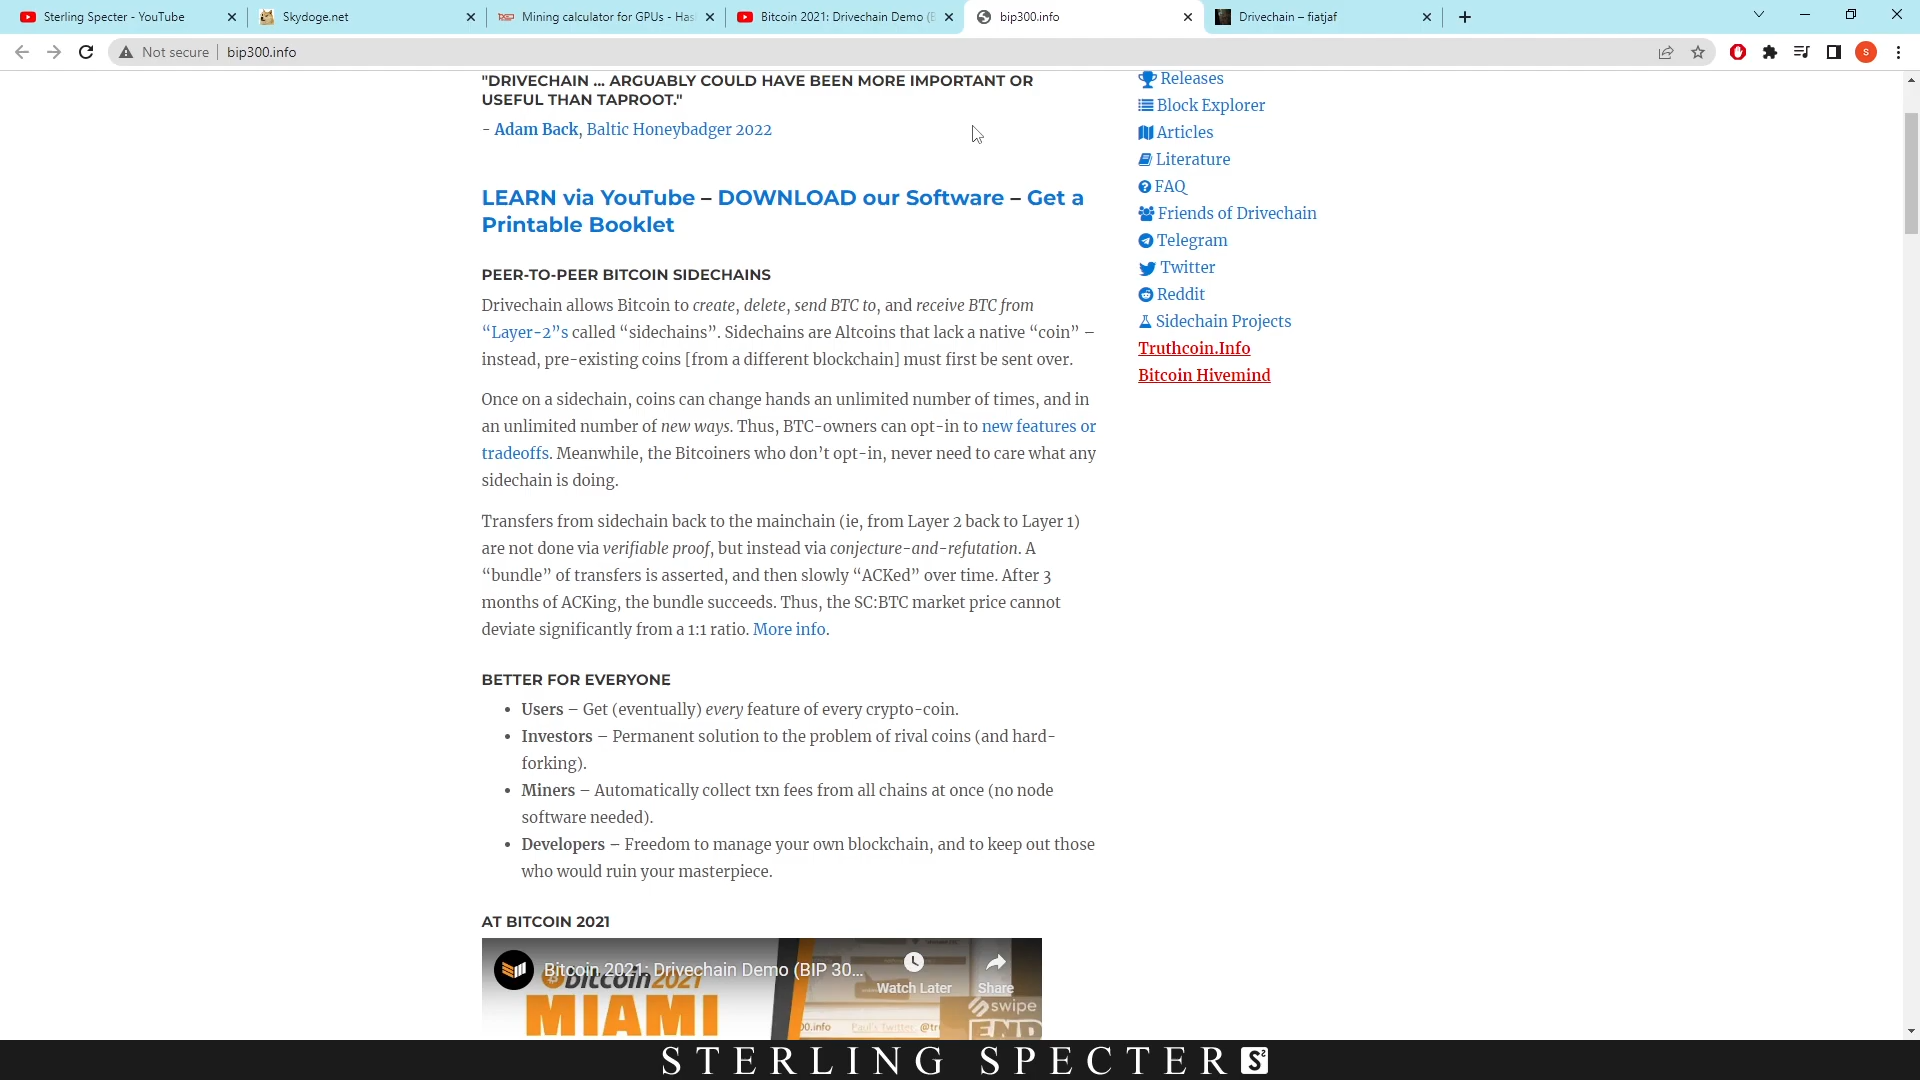 Sterling Specter - YouTube
Skydoge.net
Mining calculator for GPUs - Has
Bitcoin 2021: Drivechain Demo (B
bip300.info
Drivechain – fiatjaf
Not secure
bip300.info
S
"DRIVECHAIN ... ARGUABLY COULD HAVE BEEN MORE IMPORTANT OR
USEFUL THAN TAPROOT."
- Adam Back, Baltic Honeybadger 2022
LEARN via YouTube – DOWNLOAD our Software – Get a
Printable Booklet
PEER-TO-PEER BITCOIN SIDECHAINS
Drivechain allows Bitcoin to create, delete, send BTC to, and receive BTC from
“Layer-2”s called “sidechains”. Sidechains are Altcoins that lack a native “coin” –
instead, pre-existing coins [from a different blockchain] must first be sent over.
Once on a sidechain, coins can change hands an unlimited number of times, and in
an unlimited number of new ways. Thus, BTC-owners can opt-in to new features or
tradeoffs. Meanwhile, the Bitcoiners who don’t opt-in, never need to care what any
sidechain is doing.
Transfers from sidechain back to the mainchain (ie, from Layer 2 back to Layer 1)
are not done via verifiable proof, but instead via conjecture-and-refutation. A
“bundle” of transfers is asserted, and then slowly “ACKed” over time. After 3
months of ACKing, the bundle succeeds. Thus, the SC:BTC market price cannot
deviate significantly from a 1:1 ratio. More info.
BETTER FOR EVERYONE
• Users – Get (eventually) every feature of every crypto-coin.
• Investors – Permanent solution to the problem of rival coins (and hard-
forking).
• Miners – Automatically collect txn fees from all chains at once (no node
software needed).
• Developers – Freedom to manage your own blockchain, and to keep out those
who would ruin your masterpiece.
AT BITCOIN 2021
Bitcoin 2021: Drivechain Demo (BIP 30...
Watch Later
Share
bitcoin 2021
MIAMI
00.info
Paul's Twitter: @tr
swipe
END
Releases
Block Explorer
Articles
Literature
FAQ
Friends of Drivechain
Telegram
Twitter
Reddit
Sidechain Projects
Truthcoin.Info
Bitcoin Hivemind
STERLING SPECTER S²